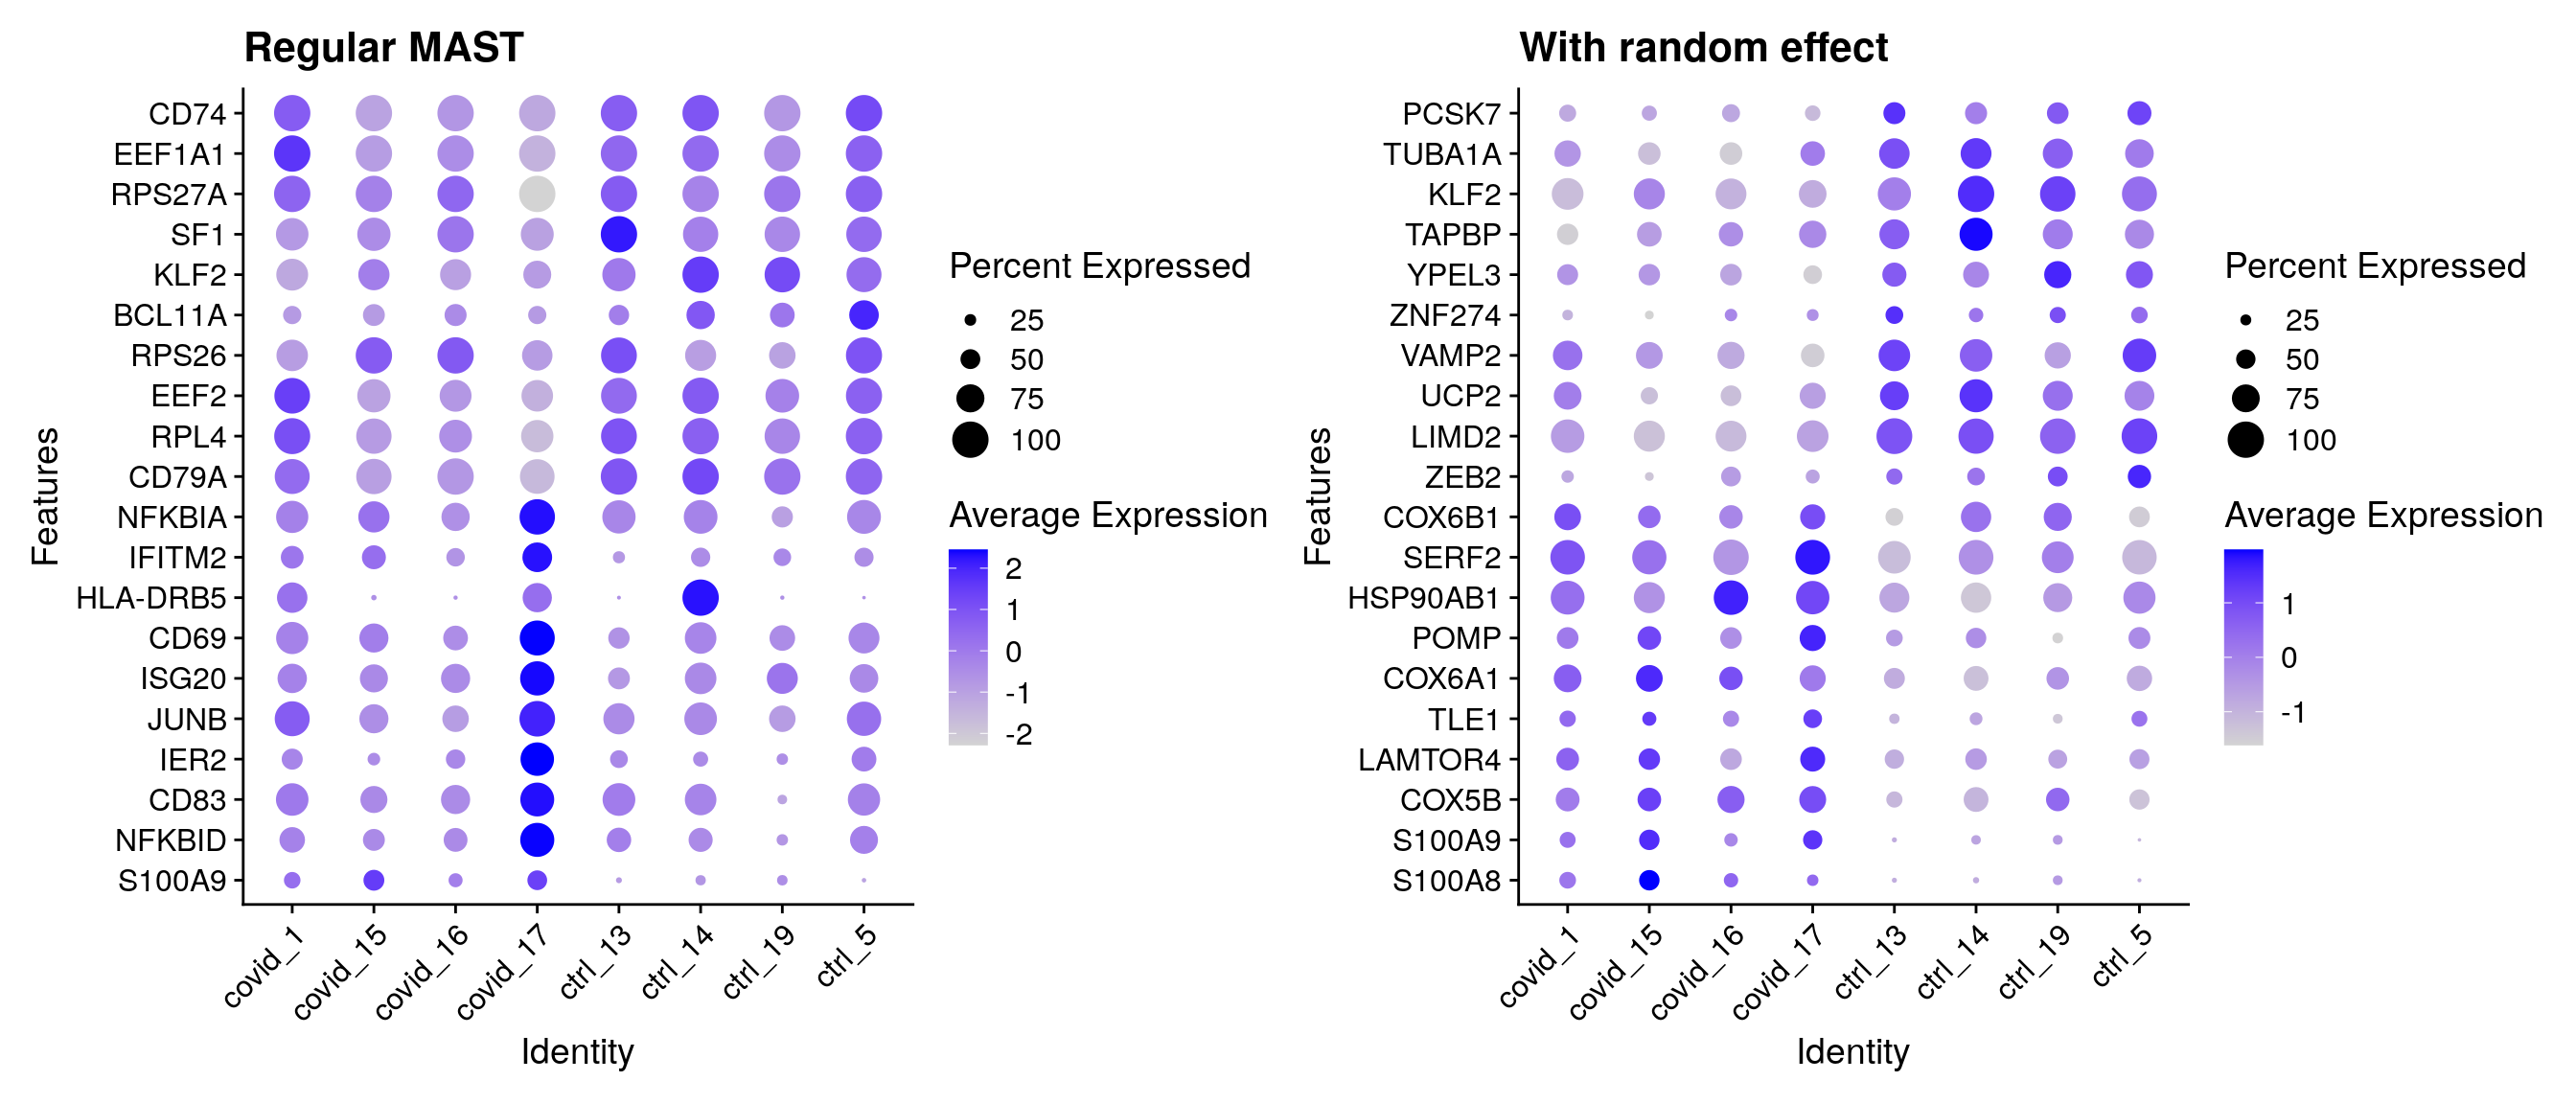 Regular MAST
CD74
EEF1A1
RPS27A
SF1
KLF2
BCL11A
RPS26
EEF2
RPL4
CD79A
NFKBIA
IFITM2
HLA-DRB5
CD69
ISG20
JUNB
IER2
CD83
NFKBID
S100A9
Features
covid_1
covid_15
covid_16
covid_17
ctrl_13
ctrl_14
ctrl_19
ctrl_5
Identity
Percent Expressed
25
50
75
100
Average Expression
2
1
0
-1
-2
With random effect
PCSK7
TUBA1A
KLF2
TAPBP
YPEL3
ZNF274
VAMP2
UCP2
LIMD2
ZEB2
COX6B1
SERF2
HSP90AB1
POMP
COX6A1
TLE1
LAMTOR4
COX5B
S100A9
S100A8
Features
covid_1
covid_15
covid_16
covid_17
ctrl_13
ctrl_14
ctrl_19
ctrl_5
Identity
Percent Expressed
25
50
75
100
Average Expression
1
0
-1